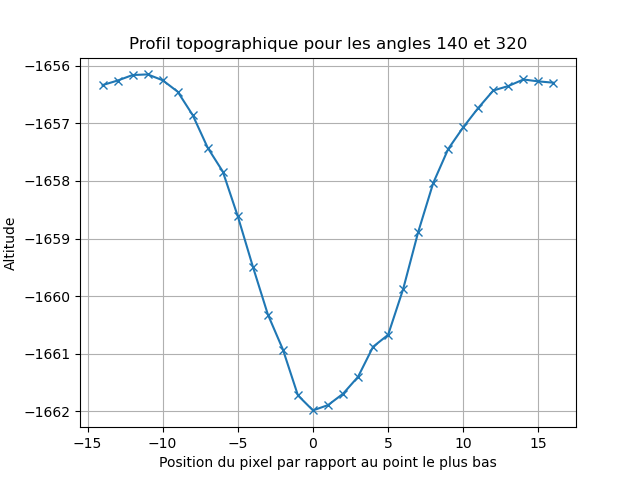 Profil topographique pour les angles 140 et 320
−1656
−1657
−1658
−1659
−1660
−1661
−1662
Altitude
−15 −10 −5 0 5 10 15
Position du pixel par rapport au point le plus bas